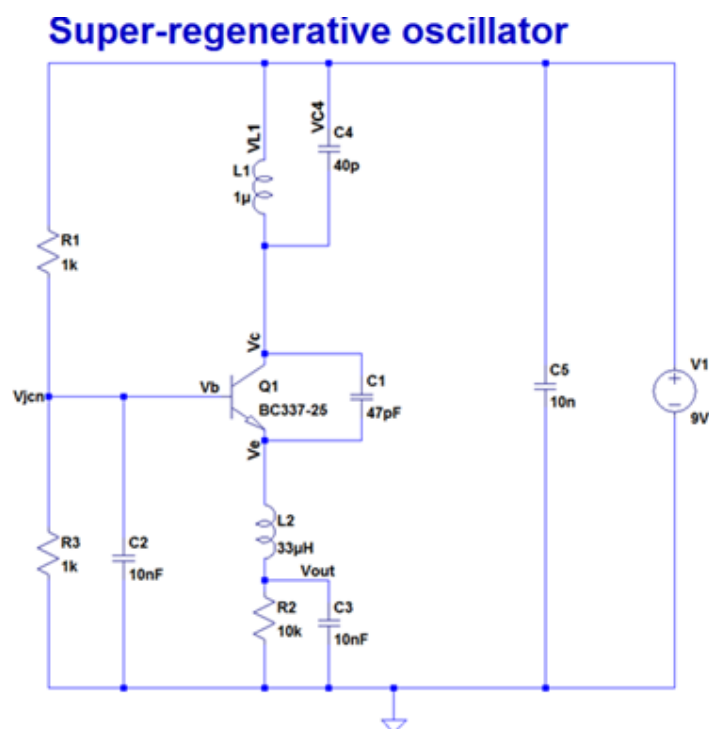 Super-regenerative oscillator
VL1
VC4
C4
40p
L1
1µ
R1
1k
Vc
Vjcn
Vb
Q1
BC337-25
C1
47pF
C5
10n
V1
9V
Ve
L2
33µH
Vout
R3
1k
C2
10nF
R2
10k
C3
10nF